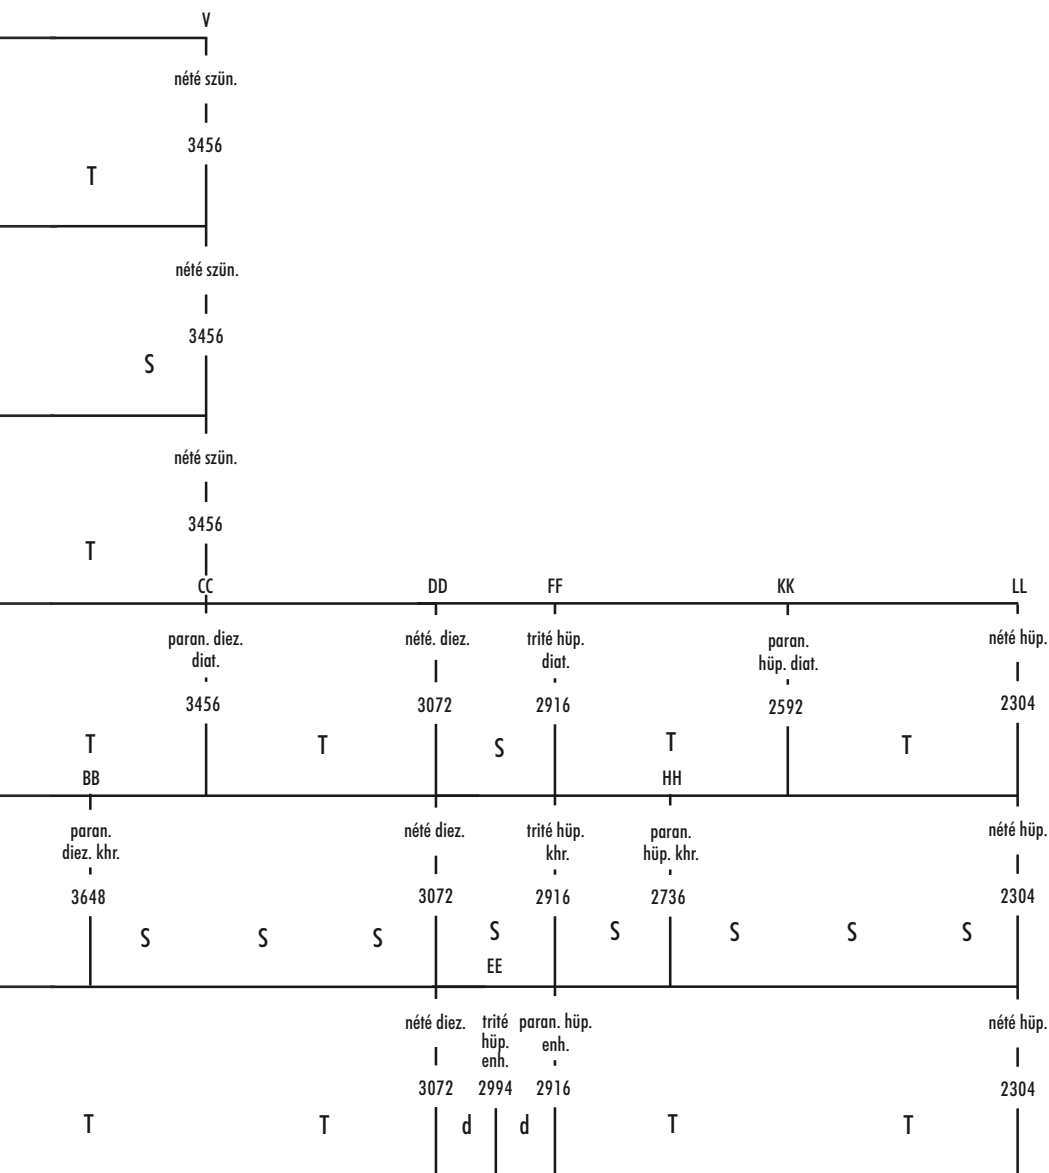 V
nété szün.
3456
T
nété szün.
3456
S
nété szün.
3456
T
CC DD FF KK LL
paran. diez. nété. diez. trité hüp. paran. nété hüp.
diat. diat. hüp. diat.
3456 3072 2916 2592 2304
T T S T T
BB HH
paran. nété diez. trité hüp. paran. nété hüp.
diez. khr. khr. hüp. khr.
3648 3072 2916 2736 2304
S S S S S S S S
EE
nété diez. trité paran. hüp. nété hüp.
hüp. enh.
enh.
3072 2994 2916 2304
T T d d T T